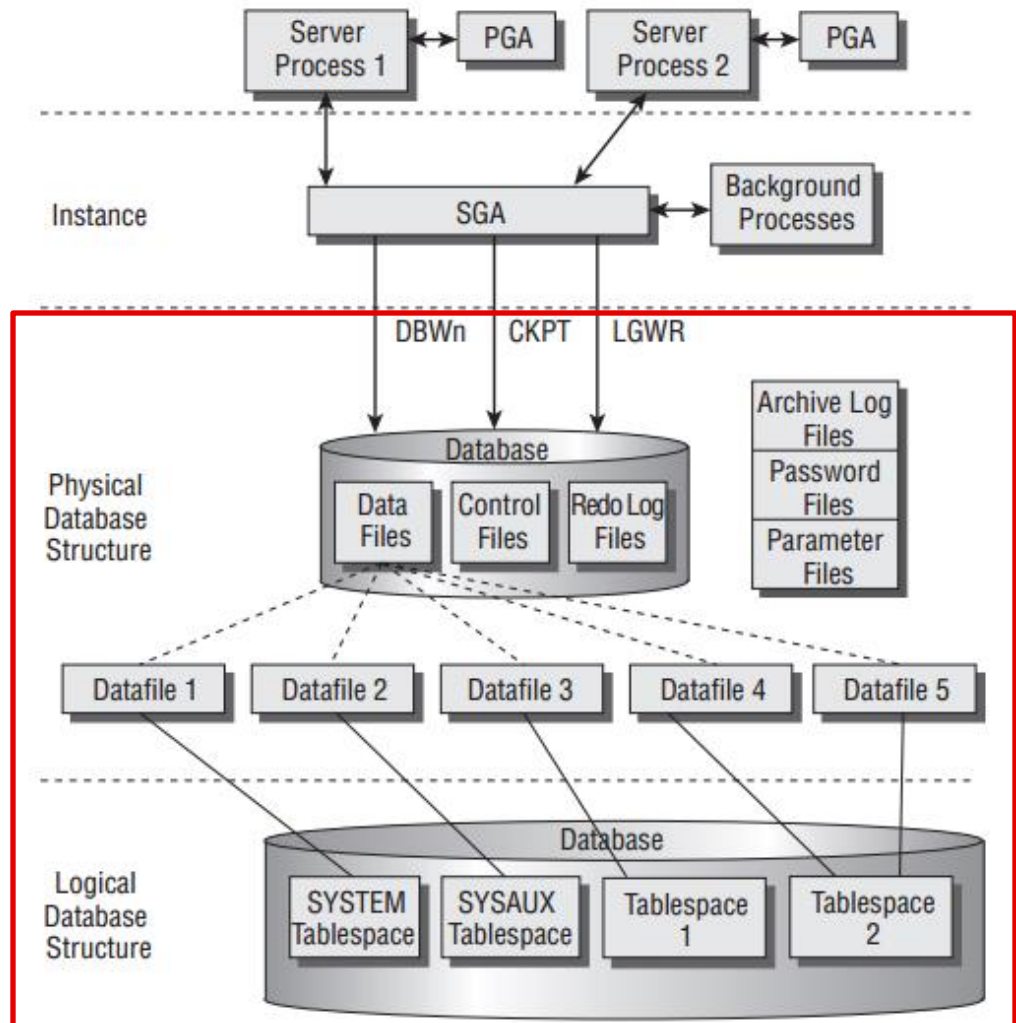 Server
Process 1
PGA
Server
Process 2
PGA
Instance
SGA
Background
Processes
DBWn
CKPT
LGWR
Physical
Database
Structure
Database
Data
Files
Control
Files
Redo Log
Files
Archive Log
Files
Password
Files
Parameter
Files
Datafile 1
Datafile 2
Datafile 3
Datafile 4
Datafile 5
Logical
Database
Structure
Database
SYSTEM
Tablespace
SYSAUX
Tablespace
Tablespace
1
Tablespace
2